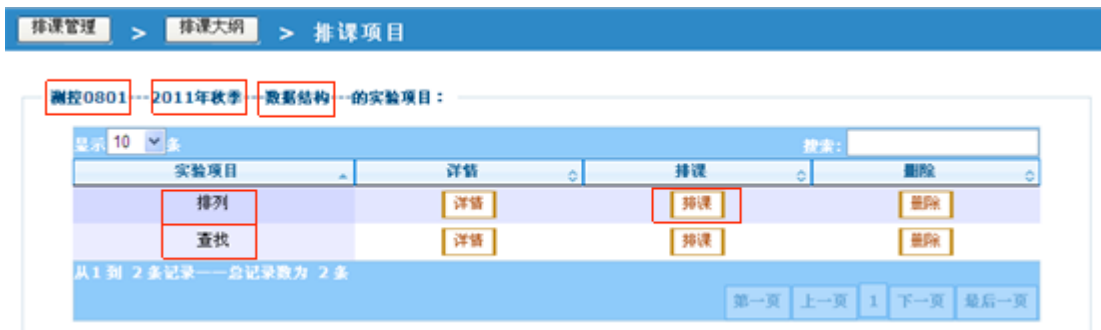 排课管理 > 排课大纲 > 排课项目
测控0801---2011年秋季---数据结构---的实验项目：
显示 10 条 搜索:
实验项目 详情 排课 删除
排列 详情 排课 删除
查找 详情 排课 删除
从1 到 2 条记录——总记录数为 2 条
第一页 上一页 1 下一页 最后一页